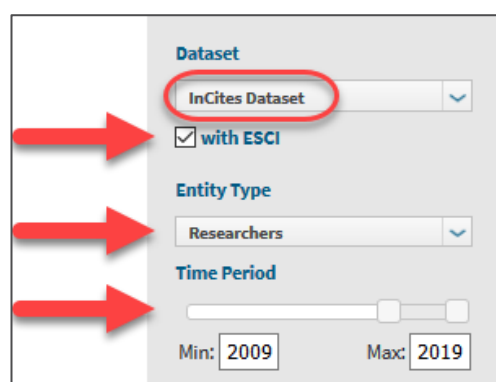 Dataset
InCites Dataset
with ESCI
Entity Type
Researchers
Time Period
Min: 2009 Max: 2019